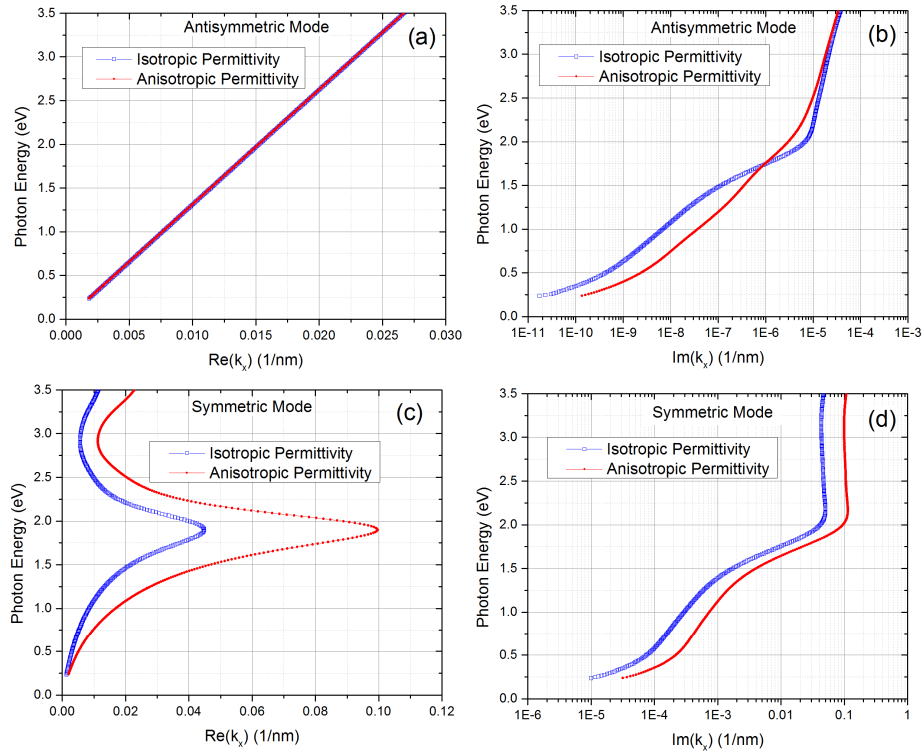 Antisymmetric Mode
(a)
Isotropic Permittivity
Anisotropic Permittivity
3.5
3.0
2.5
2.0
1.5
1.0
0.5
0.0
Photon Energy (eV)
0.000 0.005 0.010 0.015 0.020 0.025 0.030
Re(kₓ) (1/nm)
Antisymmetric Mode
(b)
Isotropic Permittivity
Anisotropic Permittivity
3.5
3.0
2.5
2.0
1.5
1.0
0.5
0.0
Photon Energy (eV)
1E-11 1E-10 1E-9 1E-8 1E-7 1E-6 1E-5 1E-4 1E-3
Im(kₓ) (1/nm)
Symmetric Mode
(c)
Isotropic Permittivity
Anisotropic Permittivity
3.5
3.0
2.5
2.0
1.5
1.0
0.5
0.0
Photon Energy (eV)
0.00 0.02 0.04 0.06 0.08 0.10 0.12
Re(kₓ) (1/nm)
Symmetric Mode
(d)
Isotropic Permittivity
Anisotropic Permittivity
3.5
3.0
2.5
2.0
1.5
1.0
0.5
0.0
Photon Energy (eV)
1E-6 1E-5 1E-4 1E-3 0.01 0.1 1
Im(kₓ) (1/nm)